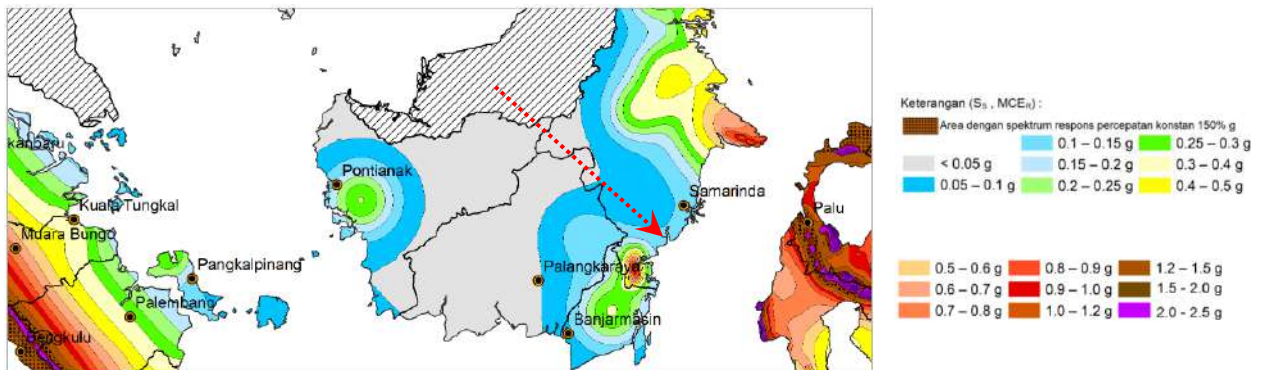 kanbaru
Kuala Tungkal
Muara Bungo
Pangkalpinang
Palembang
Bengkulu
Pontianak
Samarinda
Palangkaraya
Banjarmasin
Palu
Keterangan (Sₛ , MCEʀ) :
Area dengan spektrum respons percepatan konstan 150% g
< 0.05 g
0.05 – 0.1 g
0.1 – 0.15 g
0.15 – 0.2 g
0.2 – 0.25 g
0.25 – 0.3 g
0.3 – 0.4 g
0.4 – 0.5 g
0.5 – 0.6 g
0.6 – 0.7 g
0.7 – 0.8 g
0.8 – 0.9 g
0.9 – 1.0 g
1.0 – 1.2 g
1.2 – 1.5 g
1.5 - 2.0 g
2.0 - 2.5 g